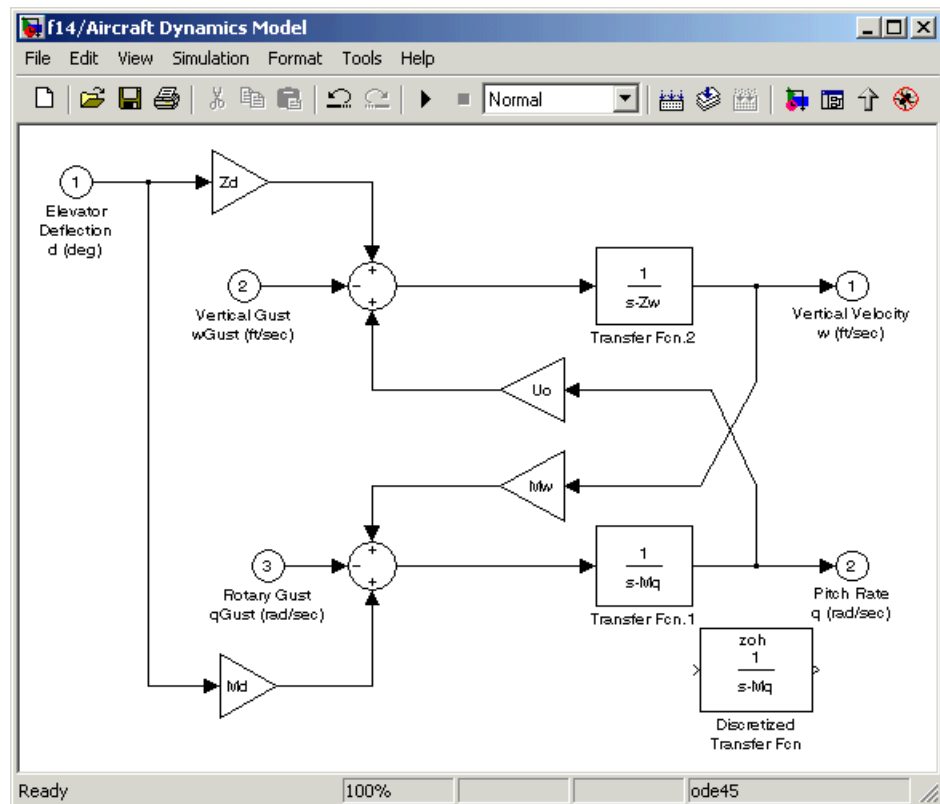 f14/Aircraft Dynamics Model
File Edit View Simulation Format Tools Help
Normal
1
Elevator
Deflection
d (deg)
Zd
2
Vertical Gust
wGust (ft/sec)
+
-
+
1
s-Zw
Transfer Fcn.2
1
Vertical Velocity
w (ft/sec)
Uo
Mw
3
Rotary Gust
qGust (rad/sec)
+
-
+
1
s-Mq
Transfer Fcn.1
2
Pitch Rate
q (rad/sec)
Md
zoh
1
s-Mq
Discretized
Transfer Fcn
Ready 100% ode45